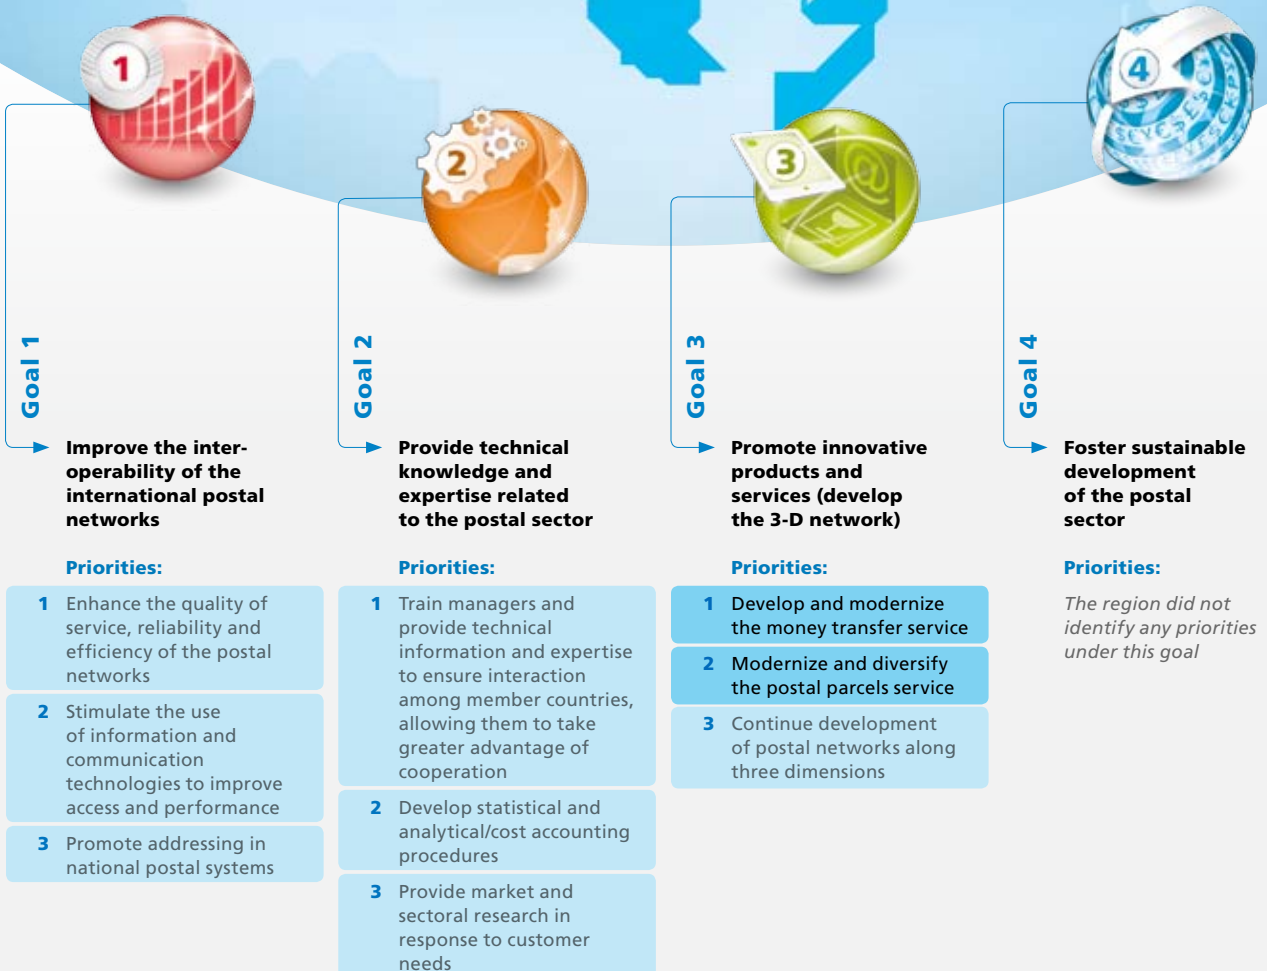 1
2
3
4
Goal 1
Improve the inter-
operability of the
international postal
networks
Priorities:
1 Enhance the quality of
service, reliability and
efficiency of the postal
networks
2 Stimulate the use
of information and
communication
technologies to improve
access and performance
3 Promote addressing in
national postal systems
Goal 2
Provide technical
knowledge and
expertise related
to the postal sector
Priorities:
1 Train managers and
provide technical
information and expertise
to ensure interaction
among member countries,
allowing them to take
greater advantage of
cooperation
2 Develop statistical and
analytical/cost accounting
procedures
3 Provide market and
sectoral research in
response to customer
needs
Goal 3
Promote innovative
products and
services (develop
the 3-D network)
Priorities:
1 Develop and modernize
the money transfer service
2 Modernize and diversify
the postal parcels service
3 Continue development
of postal networks along
three dimensions
Goal 4
Foster sustainable
development
of the postal
sector
Priorities:
The region did not
identify any priorities
under this goal